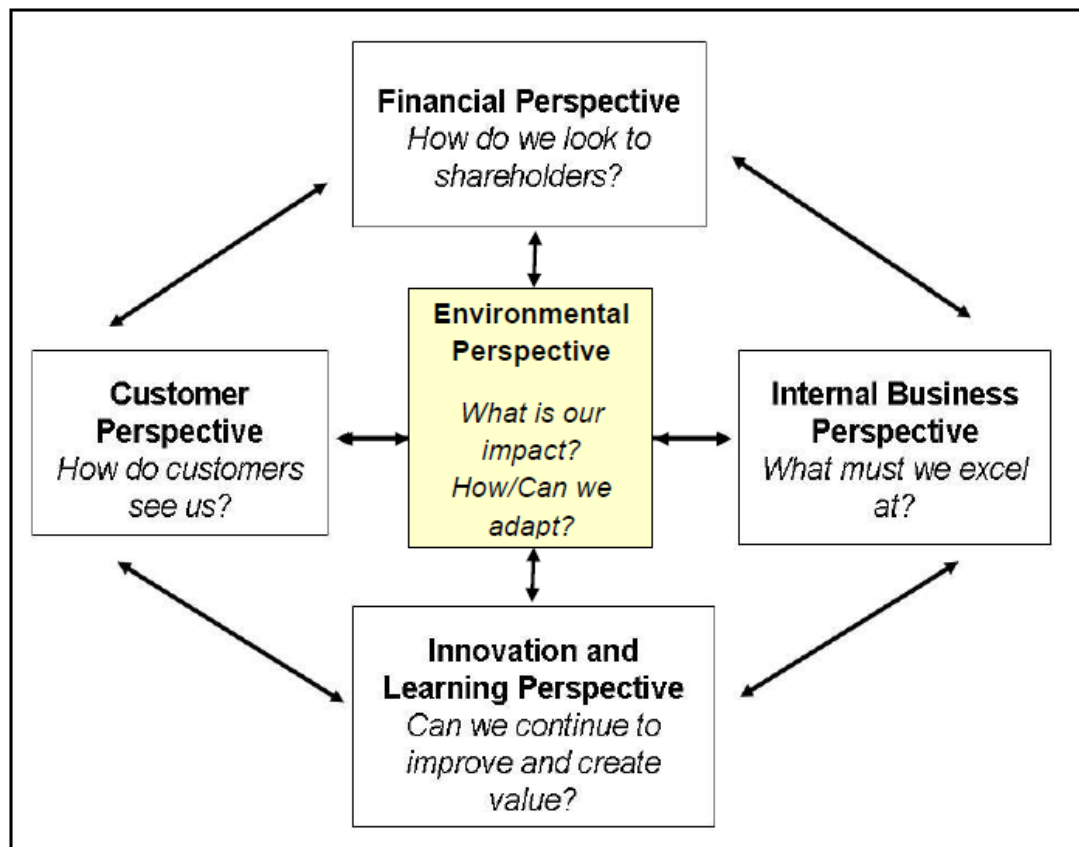 Financial Perspective
How do we look to
shareholders?
Environmental
Perspective
What is our
impact?
How/Can we
adapt?
Customer
Perspective
How do customers
see us?
Internal Business
Perspective
What must we excel
at?
Innovation and
Learning Perspective
Can we continue to
improve and create
value?